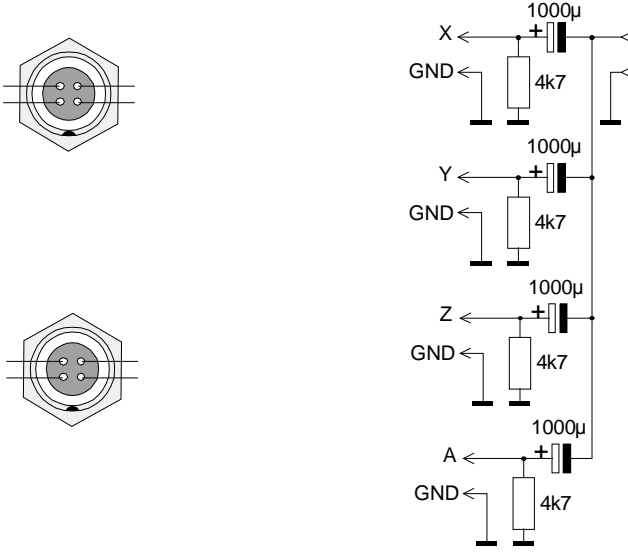 1000µ
X
+
GND
4k7
1000µ
Y
+
GND
4k7
1000µ
Z
+
GND
4k7
1000µ
A
+
GND
4k7